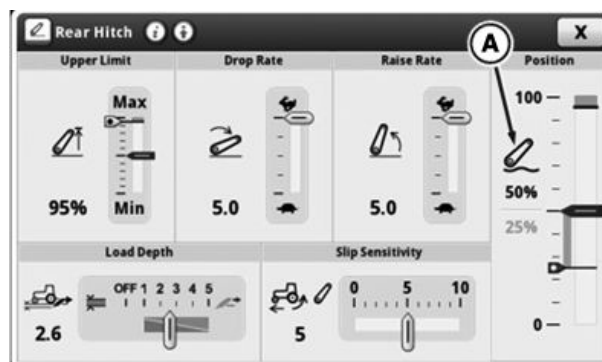 Rear Hitch i
X
A
Upper Limit
Drop Rate
Raise Rate
Position
Max
Min
95%
5.0
5.0
100
50%
25%
0
Load Depth
Slip Sensitivity
OFF 1 2 3 4 5
2.6
0 5 10
5